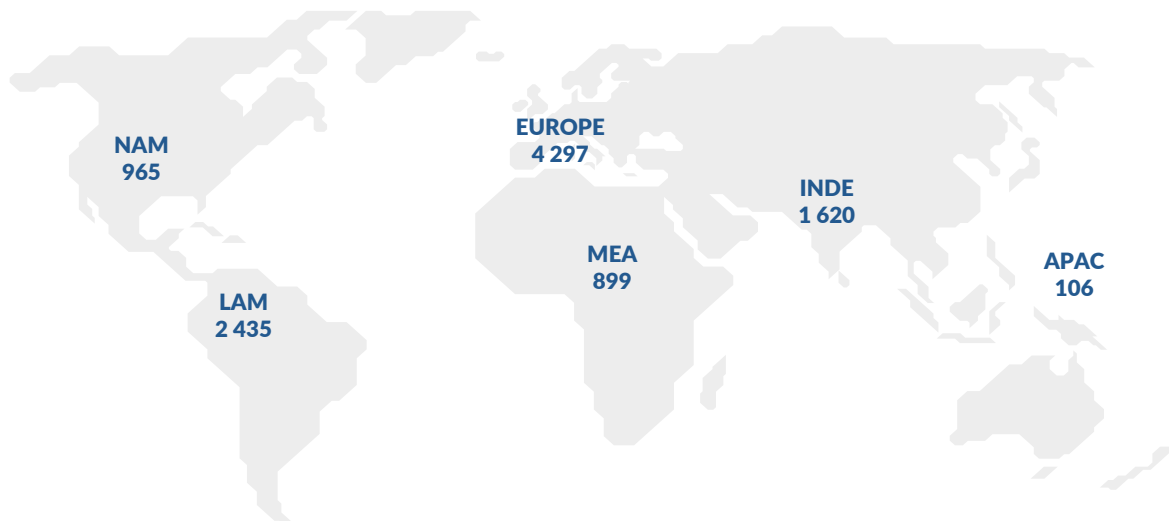 NAM
965
EUROPE
4 297
INDE
1 620
MEA
899
APAC
106
LAM
2 435